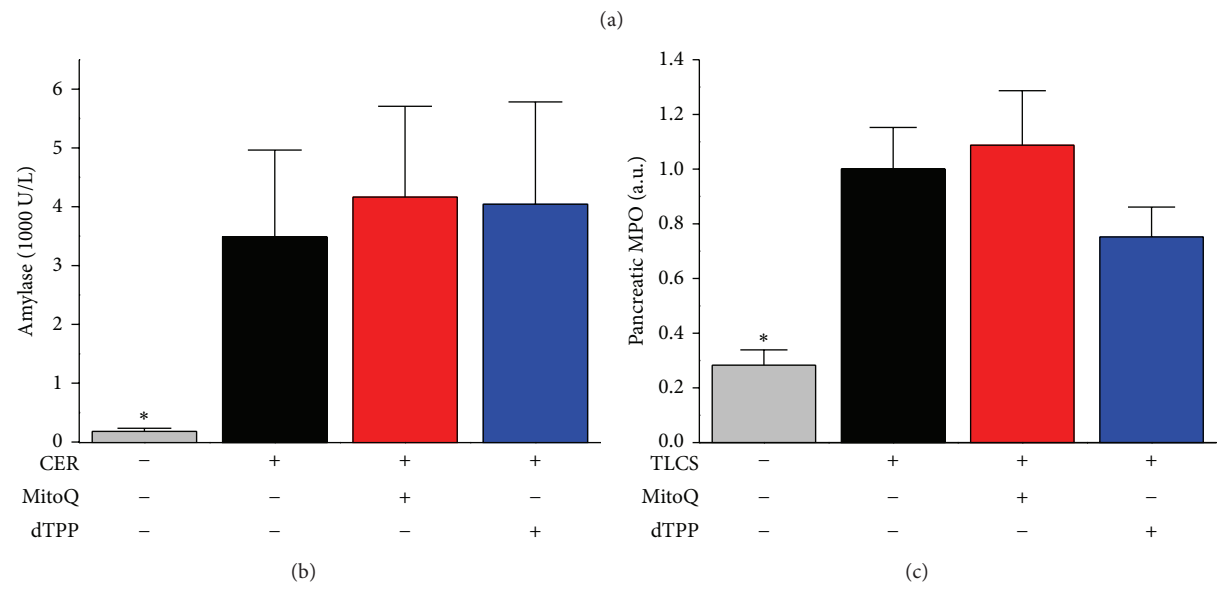 (a)
Amylase (1000 U/L)
6
5
4
3
2
1
0
*
CER − + + +
MitoQ − − + −
dTPP − − − +
(b)
Pancreatic MPO (a.u.)
1.4
1.2
1.0
0.8
0.6
0.4
0.2
0.0
*
TLCS − + + +
MitoQ − − + −
dTPP − − − +
(c)